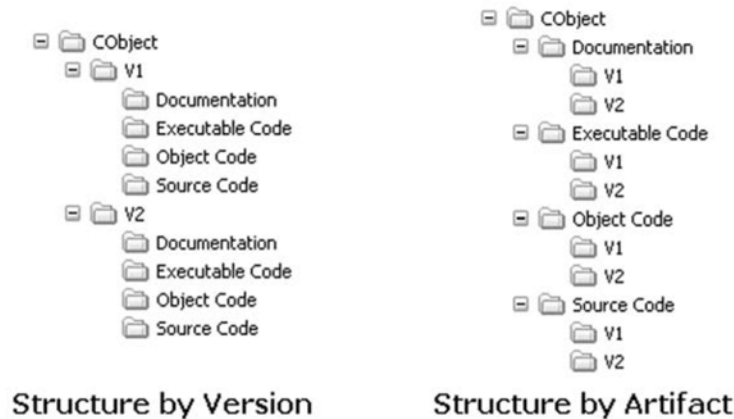 CObject
V1
Documentation
Executable Code
Object Code
Source Code
V2
Documentation
Executable Code
Object Code
Source Code
Structure by Version
CObject
Documentation
V1
V2
Executable Code
V1
V2
Object Code
V1
V2
Source Code
V1
V2
Structure by Artifact